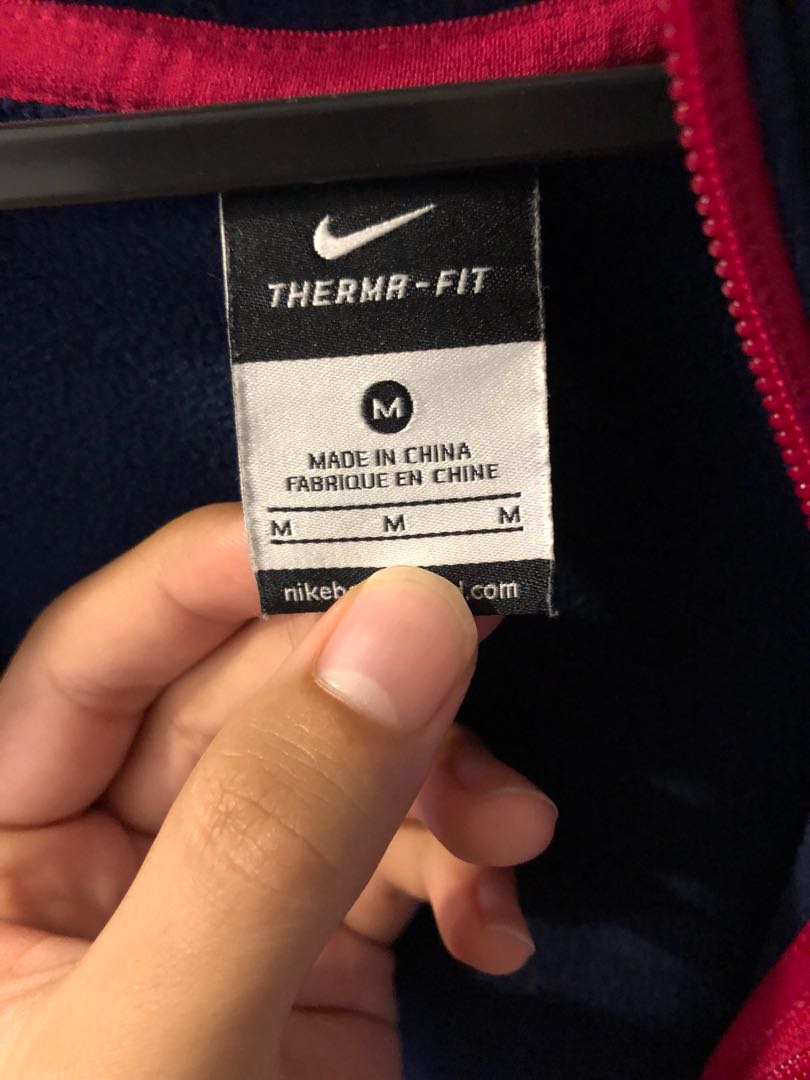 THERMA-FIT
M
MADE IN CHINA
FABRIQUE EN CHINE
M M M